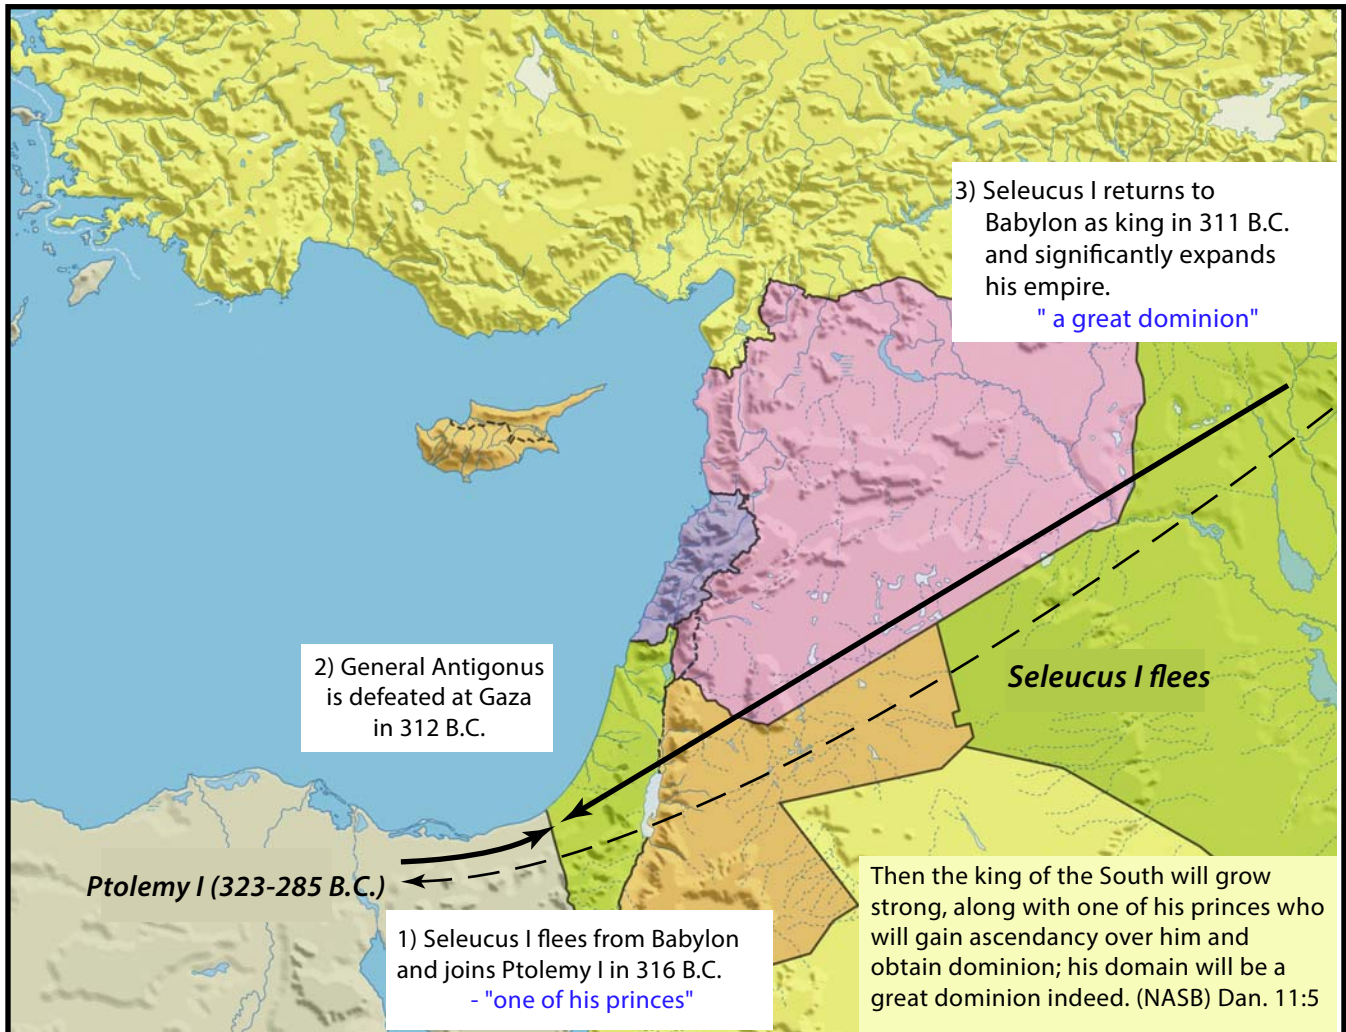 3) Seleucus I returns to
Babylon as king in 311 B.C.
and significantly expands
his empire.
" a great dominion"
Seleucus I flees
2) General Antigonus
is defeated at Gaza
in 312 B.C.
Ptolemy I (323-285 B.C.)
1) Seleucus I flees from Babylon
and joins Ptolemy I in 316 B.C.
- "one of his princes"
Then the king of the South will grow
strong, along with one of his princes who
will gain ascendancy over him and
obtain dominion; his domain will be a
great dominion indeed. (NASB) Dan. 11:5